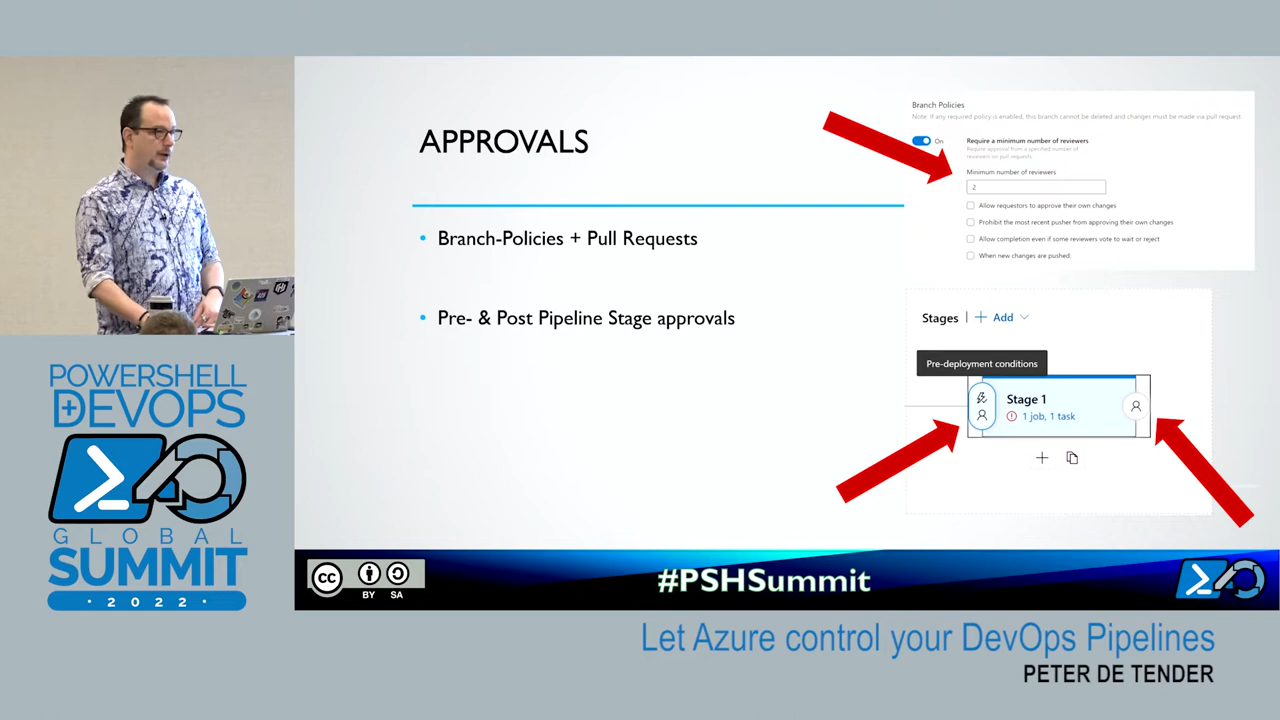 APPROVALS
• Branch-Policies + Pull Requests
• Pre- & Post Pipeline Stage approvals
Branch Policies
Note: If any required policy is enabled, this branch cannot be deleted and changes must be made via pull request.
On
Require a minimum number of reviewers
Require approval from a specified number of
reviewers on pull requests.
Minimum number of reviewers
2
Allow requestors to approve their own changes
Prohibit the most recent pusher from approving their own changes
Allow completion even if some reviewers vote to wait or reject
When new changes are pushed:
Stages | + Add
Pre-deployment conditions
Stage 1
1 job, 1 task
POWERSHELL
+DEVOPS
GLOBAL
SUMMIT
· 2022 ·
CC
BY SA
#PSHSummit
Let Azure control your DevOps Pipelines
PETER DE TENDER